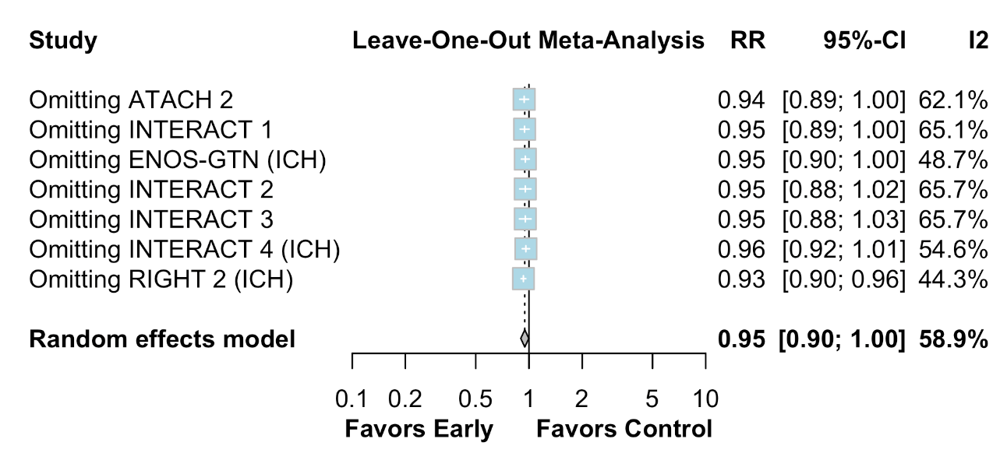 Study Leave-One-Out Meta-Analysis RR 95%-CI I2
Omitting ATACH 2 0.94 [0.89; 1.00] 62.1%
Omitting INTERACT 1 0.95 [0.89; 1.00] 65.1%
Omitting ENOS-GTN (ICH) 0.95 [0.90; 1.00] 48.7%
Omitting INTERACT 2 0.95 [0.88; 1.02] 65.7%
Omitting INTERACT 3 0.95 [0.88; 1.03] 65.7%
Omitting INTERACT 4 (ICH) 0.96 [0.92; 1.01] 54.6%
Omitting RIGHT 2 (ICH) 0.93 [0.90; 0.96] 44.3%
Random effects model 0.95 [0.90; 1.00] 58.9%
0.1 0.2 0.5 1 2 5 10
Favors Early Favors Control